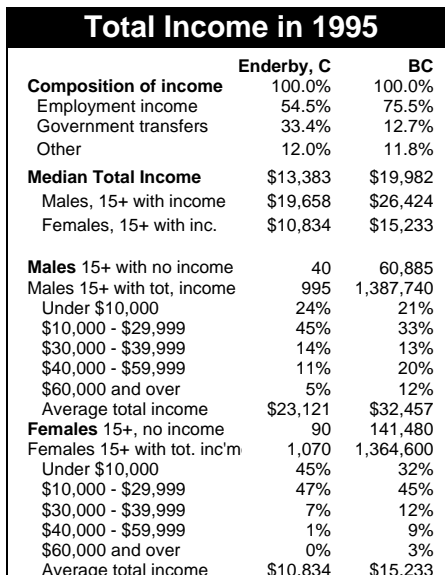 Total Income in 1995
Enderby, C BC
Composition of income 100.0% 100.0%
Employment income 54.5% 75.5%
Government transfers 33.4% 12.7%
Other 12.0% 11.8%
Median Total Income $13,383 $19,982
Males, 15+ with income $19,658 $26,424
Females, 15+ with inc. $10,834 $15,233
Males 15+ with no income 40 60,885
Males 15+ with tot, income 995 1,387,740
Under $10,000 24% 21%
$10,000 - $29,999 45% 33%
$30,000 - $39,999 14% 13%
$40,000 - $59,999 11% 20%
$60,000 and over 5% 12%
Average total income $23,121 $32,457
Females 15+, no income 90 141,480
Females 15+ with tot. inc'm 1,070 1,364,600
Under $10,000 45% 32%
$10,000 - $29,999 47% 45%
$30,000 - $39,999 7% 12%
$40,000 - $59,999 1% 9%
$60,000 and over 0% 3%
Average total income $10,834 $15,233